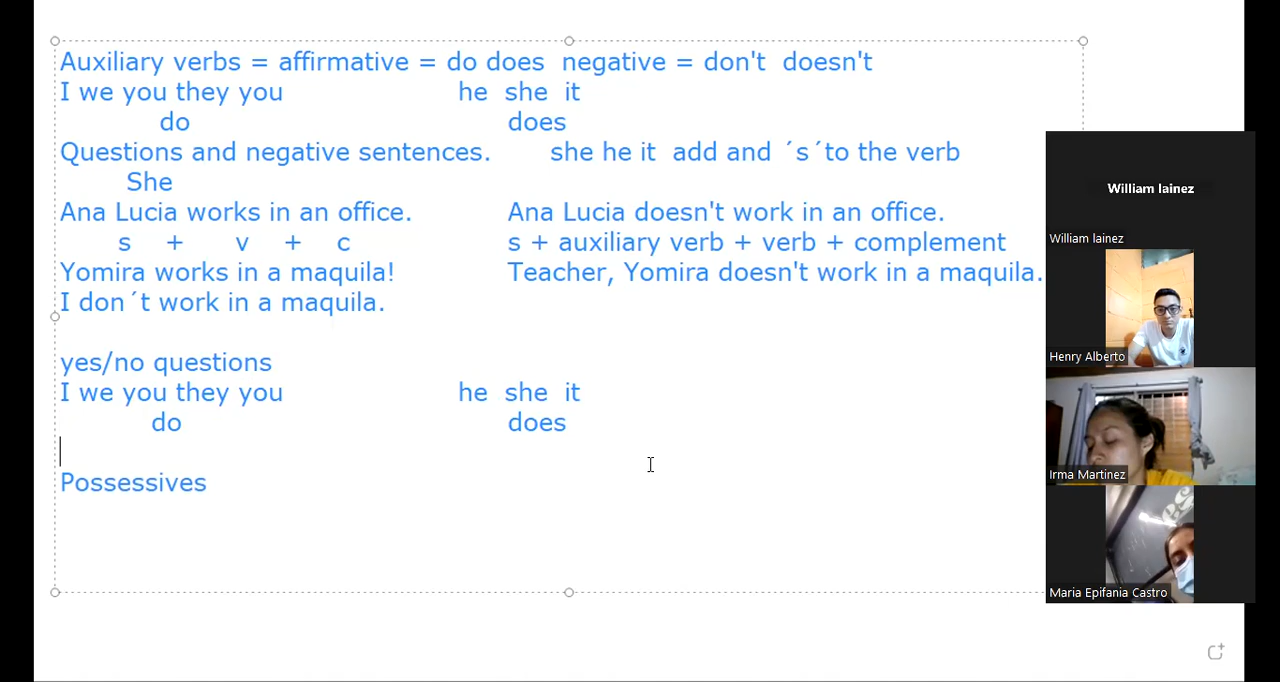 Auxiliary verbs = affirmative = do does  negative = don't  doesn't
I we you they you he  she  it
do does
Questions and negative sentences. she he it  add and ´s´to the verb
She
Ana Lucia works in an office. Ana Lucia doesn't work in an office.
s + v + c s + auxiliary verb + verb + complement
Yomira works in a maquila! Teacher, Yomira doesn't work in a maquila.
I don´t work in a maquila.
yes/no questions
I we you they you he  she  it
do does
Possessives
William lainez
William lainez
Henry Alberto
Irma Martinez
Maria Epifania Castro